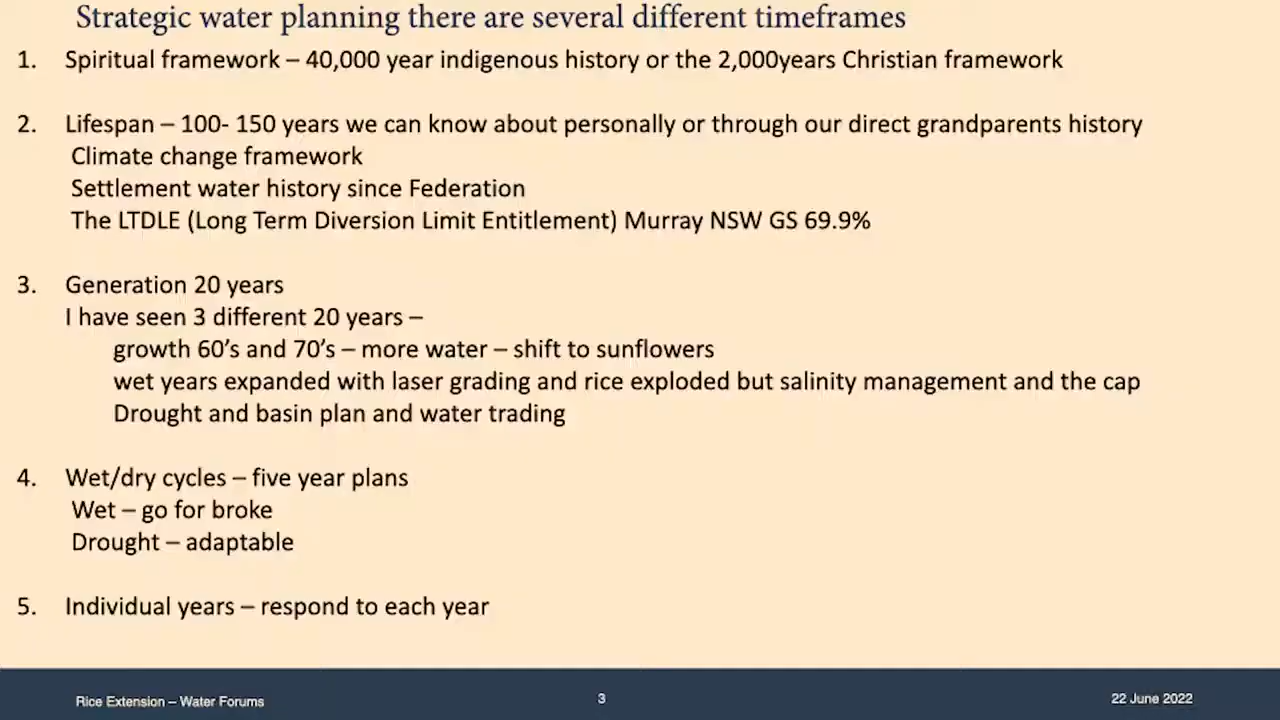 Strategic water planning there are several different timeframes
1. Spiritual framework – 40,000 year indigenous history or the 2,000years Christian framework
2. Lifespan – 100- 150 years we can know about personally or through our direct grandparents history
Climate change framework
Settlement water history since Federation
The LTDLE (Long Term Diversion Limit Entitlement) Murray NSW GS 69.9%
3. Generation 20 years
I have seen 3 different 20 years –
growth 60’s and 70’s – more water – shift to sunflowers
wet years expanded with laser grading and rice exploded but salinity management and the cap
Drought and basin plan and water trading
4. Wet/dry cycles – five year plans
Wet – go for broke
Drought – adaptable
5. Individual years – respond to each year
Rice Extension – Water Forums
3
22 June 2022